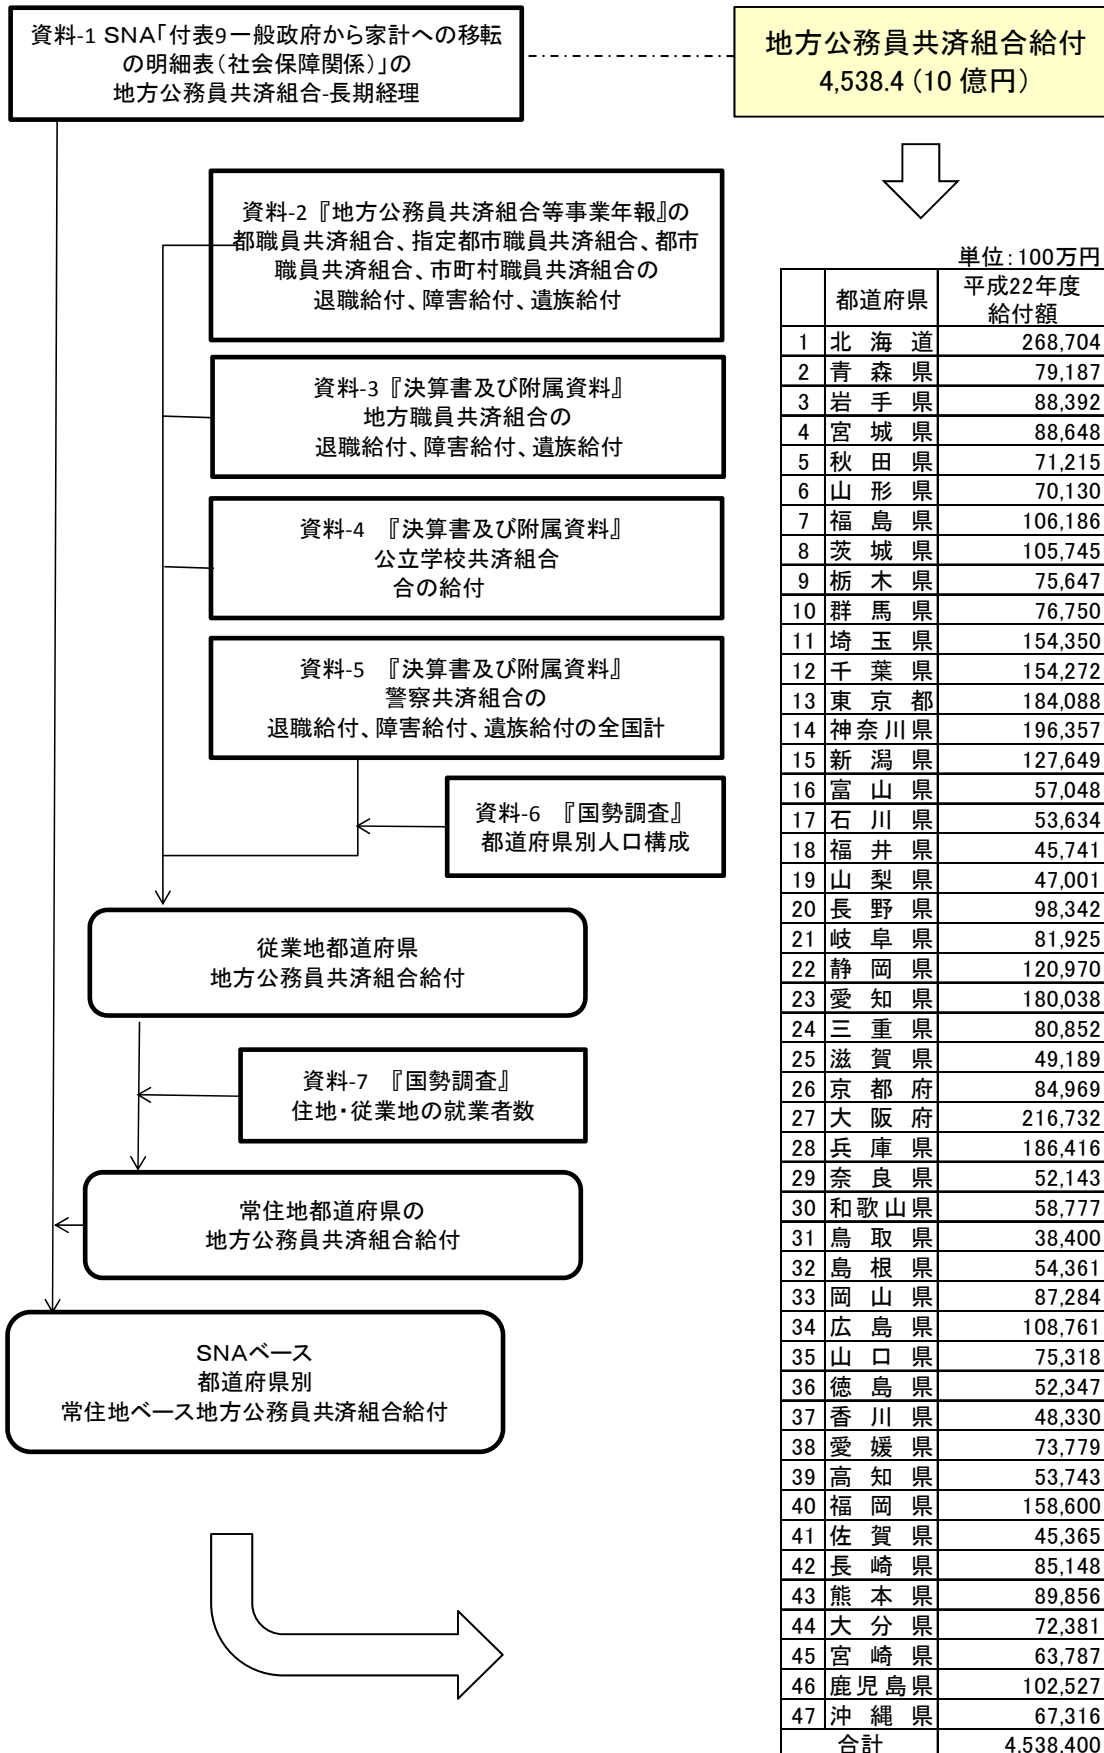 資料-1 SNA「付表9一般政府から家計への移転
の明細表(社会保障関係)」の
地方公務員共済組合-長期経理
地方公務員共済組合給付
4,538.4 (10 億円)
資料-2 『地方公務員共済組合等事業年報』の
都職員共済組合、指定都市職員共済組合、都市
職員共済組合、市町村職員共済組合の
退職給付、障害給付、遺族給付
資料-3 『決算書及び附属資料』
地方職員共済組合の
退職給付、障害給付、遺族給付
資料-4 『決算書及び附属資料』
公立学校共済組合
合の給付
資料-5 『決算書及び附属資料』
警察共済組合の
退職給付、障害給付、遺族給付の全国計
資料-6 『国勢調査』
都道府県別人口構成
従業地都道府県
地方公務員共済組合給付
資料-7 『国勢調査』
住地・従業地の就業者数
常住地都道府県の
地方公務員共済組合給付
SNAベース
都道府県別
常住地ベース地方公務員共済組合給付
単位:100万円
都道府県 平成22年度
給付額
1 北海道 268,704
2 青森県 79,187
3 岩手県 88,392
4 宮城県 88,648
5 秋田県 71,215
6 山形県 70,130
7 福島県 106,186
8 茨城県 105,745
9 栃木県 75,647
10 群馬県 76,750
11 埼玉県 154,350
12 千葉県 154,272
13 東京都 184,088
14 神奈川県 196,357
15 新潟県 127,649
16 富山県 57,048
17 石川県 53,634
18 福井県 45,741
19 山梨県 47,001
20 長野県 98,342
21 岐阜県 81,925
22 静岡県 120,970
23 愛知県 180,038
24 三重県 80,852
25 滋賀県 49,189
26 京都府 84,969
27 大阪府 216,732
28 兵庫県 186,416
29 奈良県 52,143
30 和歌山県 58,777
31 鳥取県 38,400
32 島根県 54,361
33 岡山県 87,284
34 広島県 108,761
35 山口県 75,318
36 徳島県 52,347
37 香川県 48,330
38 愛媛県 73,779
39 高知県 53,743
40 福岡県 158,600
41 佐賀県 45,365
42 長崎県 85,148
43 熊本県 89,856
44 大分県 72,381
45 宮崎県 63,787
46 鹿児島県 102,527
47 沖縄県 67,316
合計 4,538,400